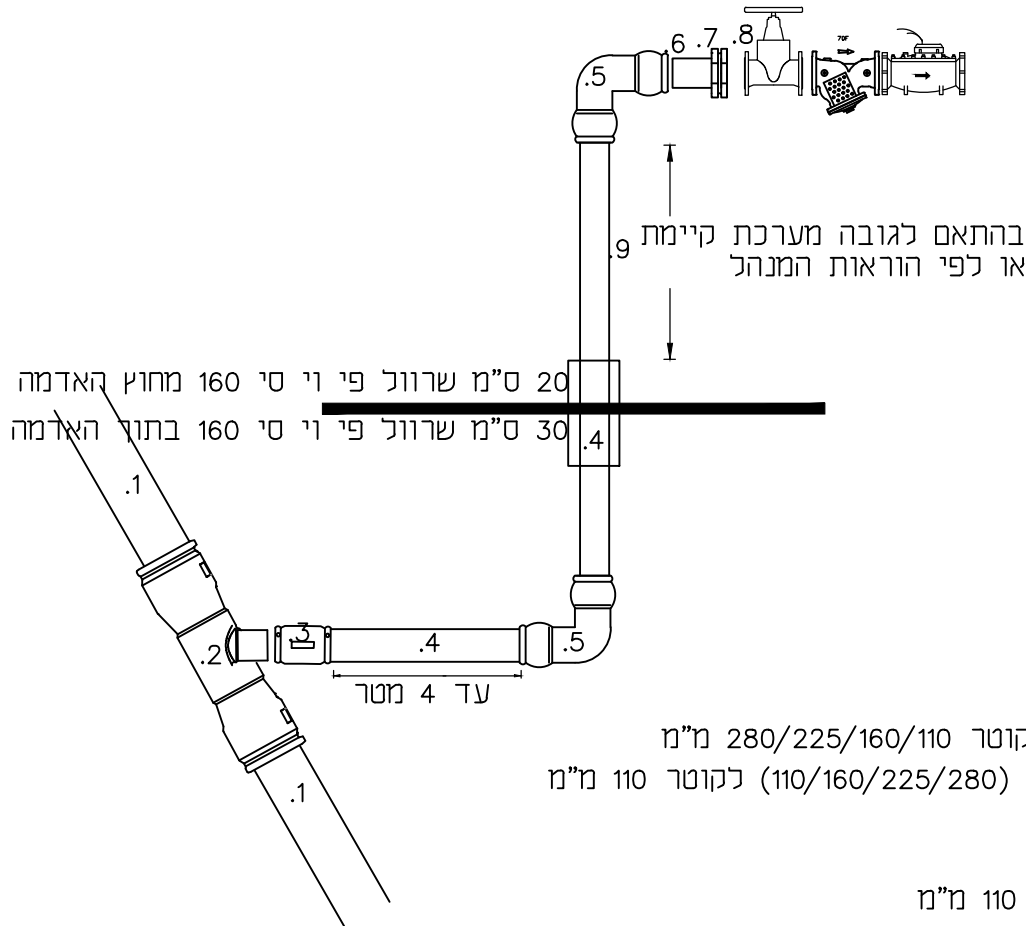 .6
.7
.8
70F
.5
בהתאם לגובה מערכת קיימת
או לפי הוראות המנהל
.9
20 ס"מ שרוול פי וי סי 160 מחוץ האדמה
30 ס"מ שרוול פי וי סי 160 בתוך האדמה
.4
.1
.2
.3
.4
.5
עד 4 מטר
קוטר 280/225/160/110 מ"מ
(110/160/225/280) לקוטר 110 מ"מ
.1
110 מ"מ